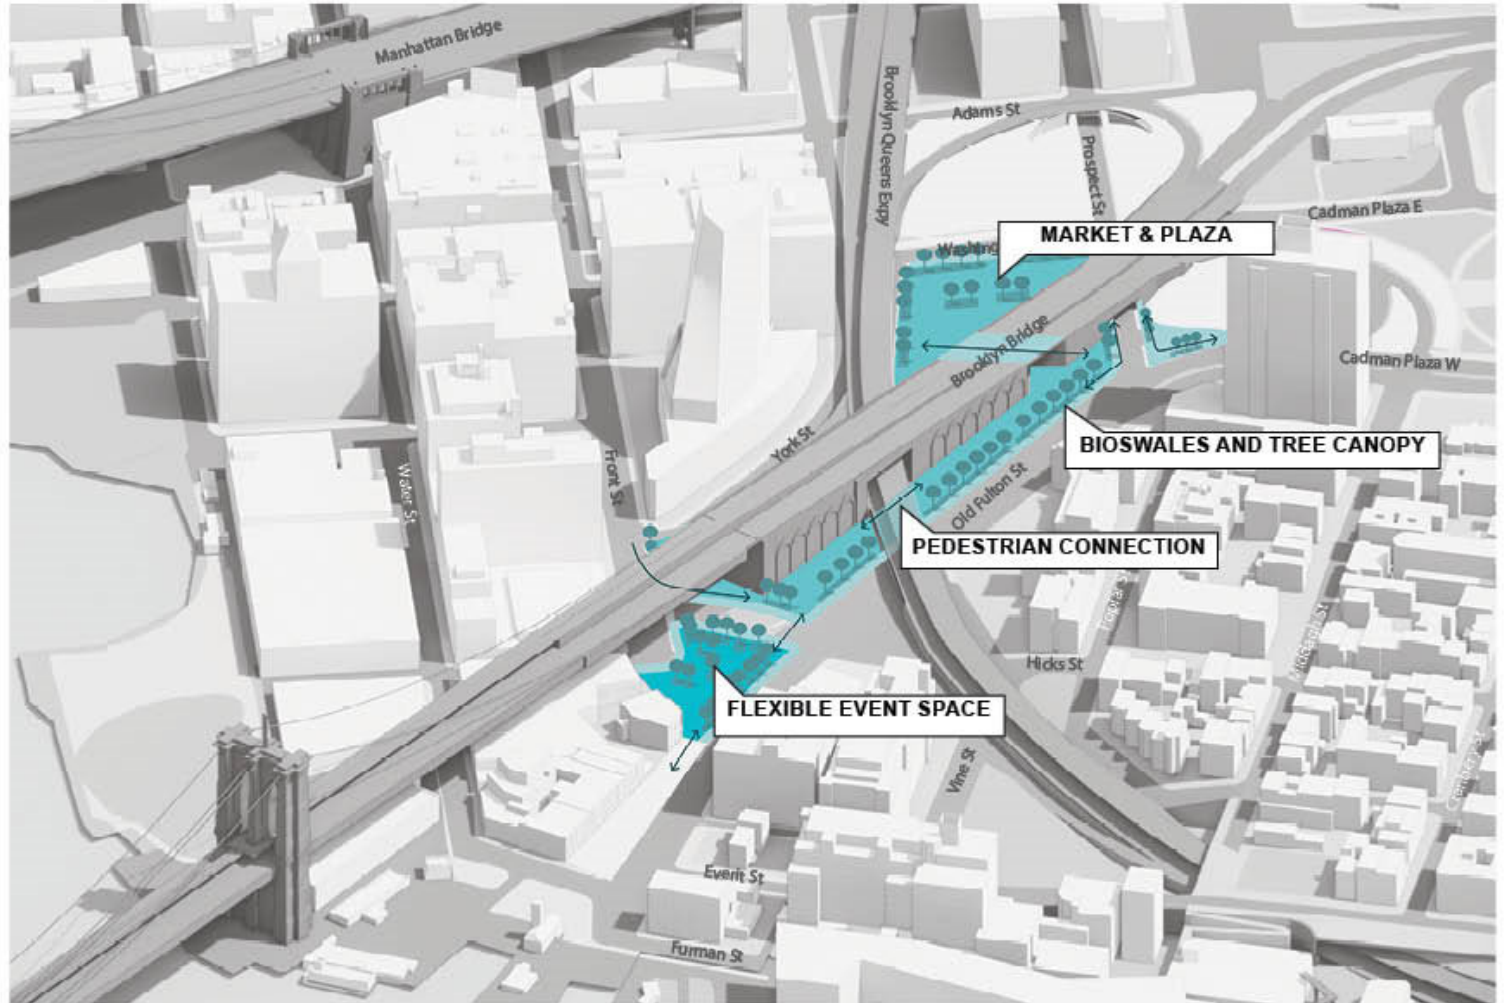 Manhattan Bridge
Brooklyn Queens Expy
Adams St
Prospect St
Cadman Plaza E
MARKET & PLAZA
Brooklyn Bridge
Cadman Plaza W
BIOSWALES AND TREE CANOPY
York St
Front St
Water St
Old Fulton St
PEDESTRIAN CONNECTION
Hicks St
FLEXIBLE EVENT SPACE
Vine St
Everit St
Furman St